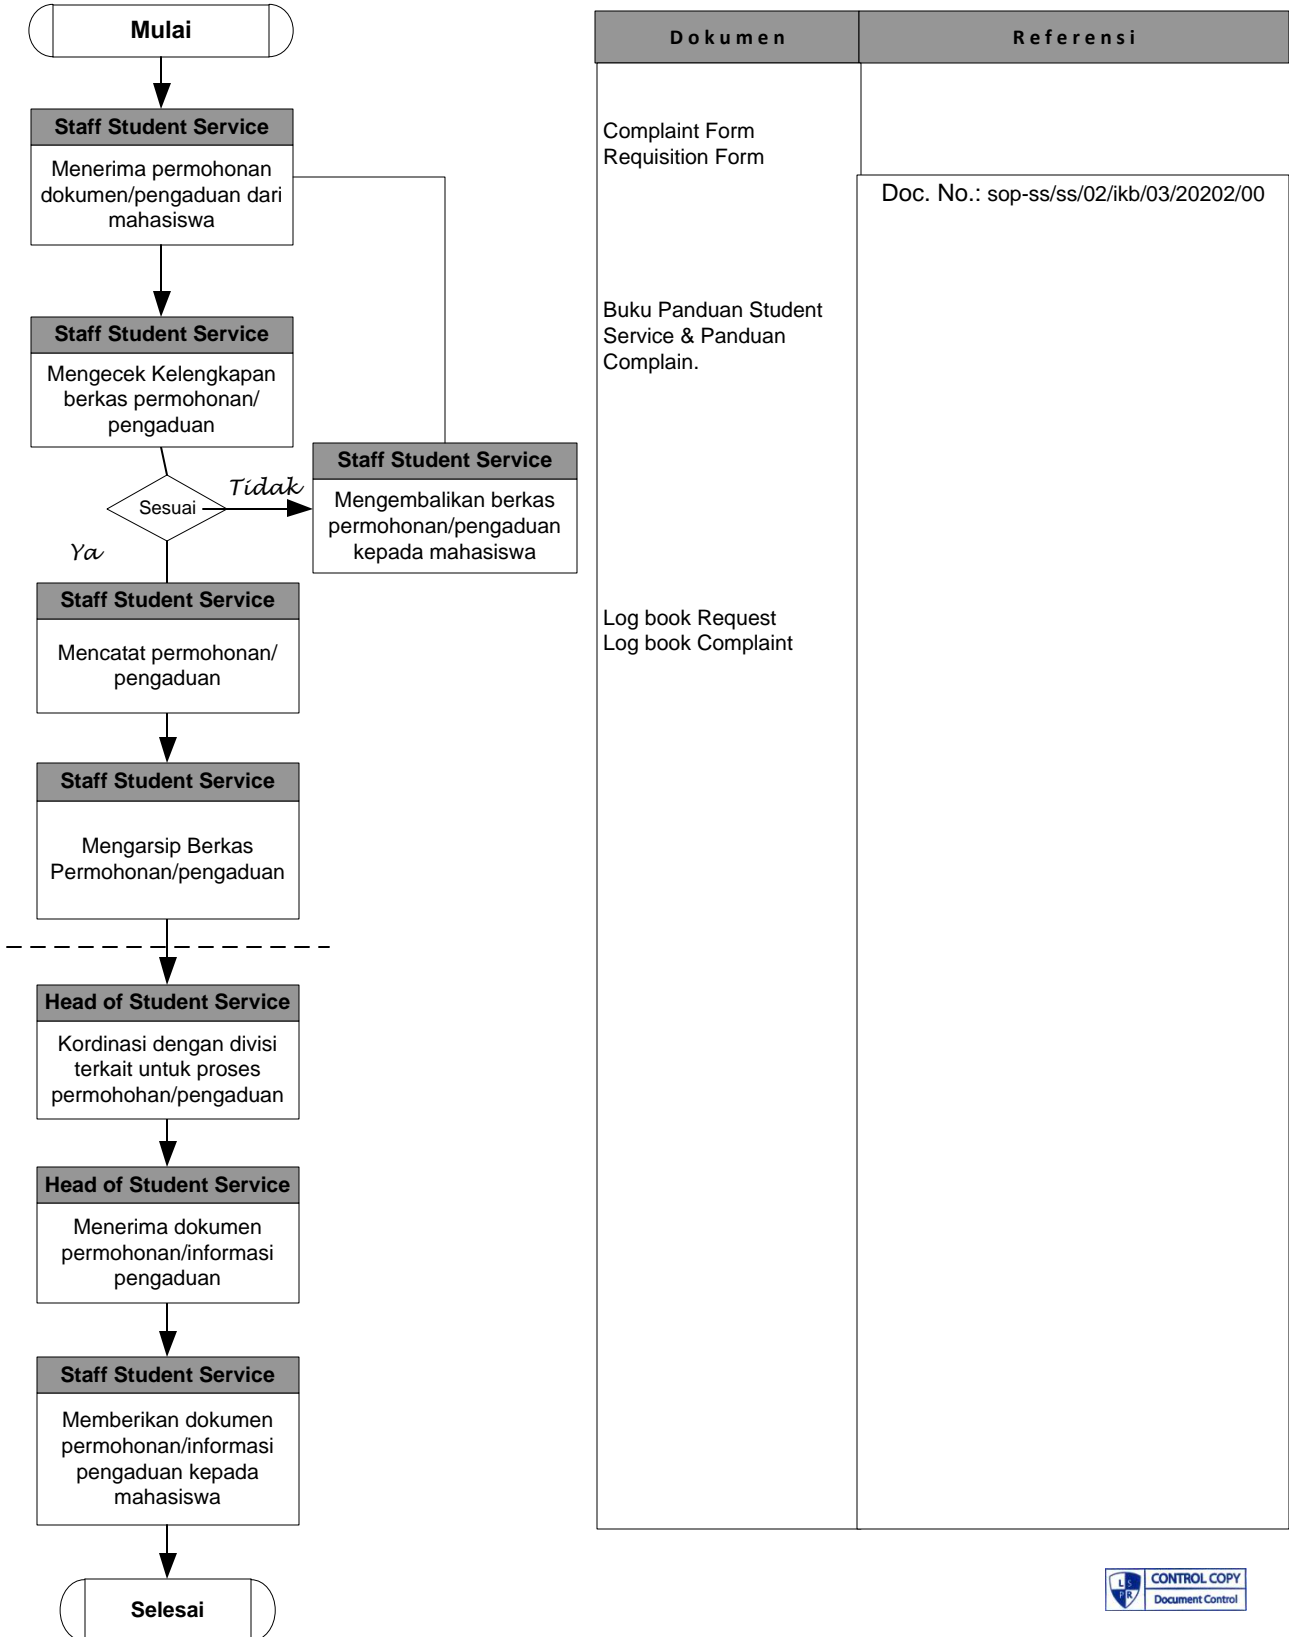 Mulai
Staff Student Service
Menerima permohonan
dokumen/pengaduan dari
mahasiswa
Staff Student Service
Mengecek Kelengkapan
berkas permohonan/
pengaduan
Sesuai
Tidak
Ya
Staff Student Service
Mengembalikan berkas
permohonan/pengaduan
kepada mahasiswa
Staff Student Service
Mencatat permohonan/
pengaduan
Staff Student Service
Mengarsip Berkas
Permohonan/pengaduan
Head of Student Service
Kordinasi dengan divisi
terkait untuk proses
permohohan/pengaduan
Head of Student Service
Menerima dokumen
permohonan/informasi
pengaduan
Staff Student Service
Memberikan dokumen
permohonan/informasi
pengaduan kepada
mahasiswa
Selesai
Dokumen
Referensi
Complaint Form
Requisition Form
Doc. No.: sop-ss/ss/02/ikb/03/20202/00
Buku Panduan Student
Service & Panduan
Complain.
Log book Request
Log book Complaint
L S
P R
CONTROL COPY
Document Control